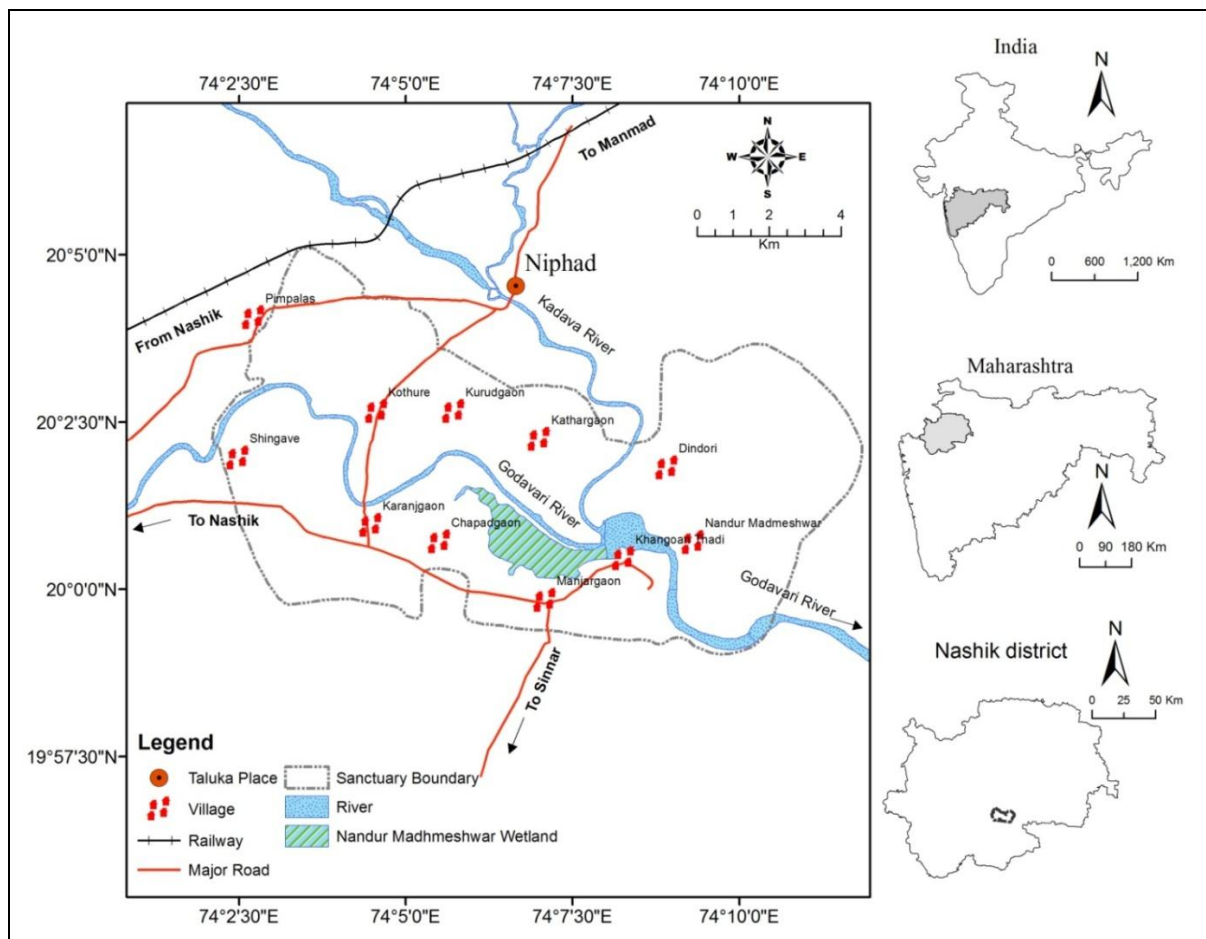 74°2'30"E
74°5'0"E
74°7'30"E
74°10'0"E
20°5'0"N
20°2'30"N
20°0'0"N
19°57'30"N
To Manmad
N
W
E
S
0 1 2 4
Km
Niphad
Pimpalas
From Nashik
Kadava River
Kothure
Kurudgaon
Kathargaon
Shingave
Dindori
Godavari River
To Nashik
Karanjgaon
Chapadgaon
Nandur Madmeshwar
Khangoan Thadi
Manjargaon
Godavari River
To Sinnar
Legend
Taluka Place
Village
Railway
Major Road
Sanctuary Boundary
River
Nandur Madhmeshwar Wetland
74°2'30"E
74°5'0"E
74°7'30"E
74°10'0"E
India
N
0 600 1,200 Km
Maharashtra
N
0 90 180 Km
Nashik district
N
0 25 50 Km